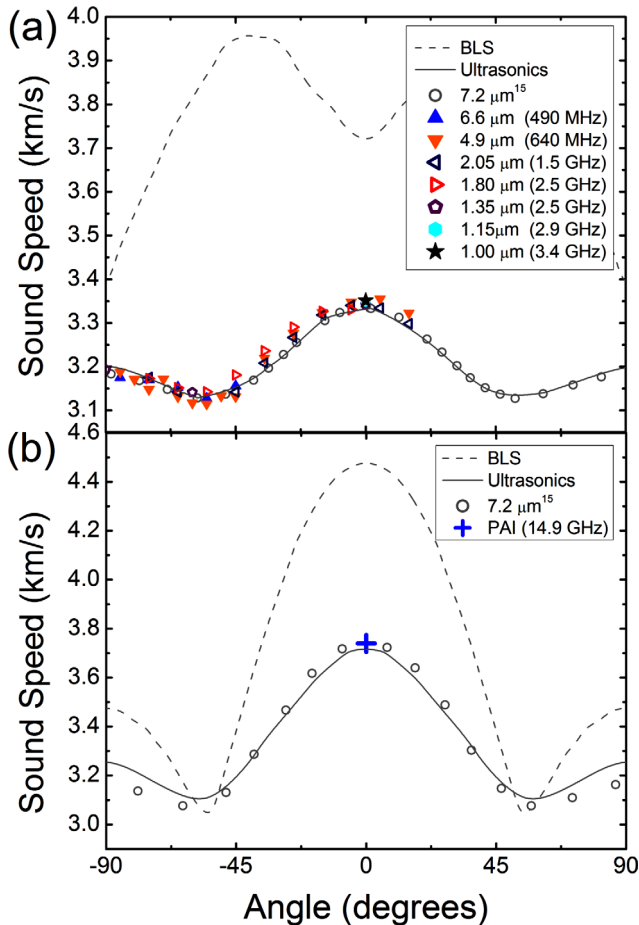 (a)
4.0
3.9
3.8
3.7
3.6
3.5
3.4
3.3
3.2
3.1
Sound Speed (km/s)
BLS
Ultrasonics
7.2 μm¹⁵
6.6 μm (490 MHz)
4.9 μm (640 MHz)
2.05 μm (1.5 GHz)
1.80 μm (2.5 GHz)
1.35 μm (2.5 GHz)
1.15μm (2.9 GHz)
1.00 μm (3.4 GHz)
(b)
4.6
4.4
4.2
4.0
3.8
3.6
3.4
3.2
3.0
Sound Speed (km/s)
BLS
Ultrasonics
7.2 μm¹⁵
PAI (14.9 GHz)
-90
-45
0
45
90
Angle (degrees)